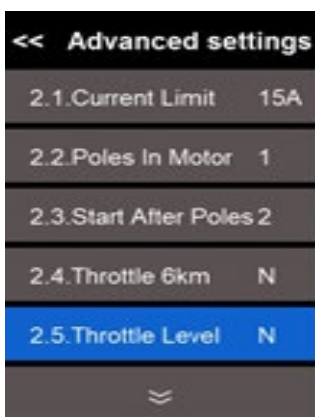 << Advanced settings
2.1.Current Limit 15A
2.2.Poles In Motor 1
2.3.Start After Poles 2
2.4.Throttle 6km N
2.5.Throttle Level N